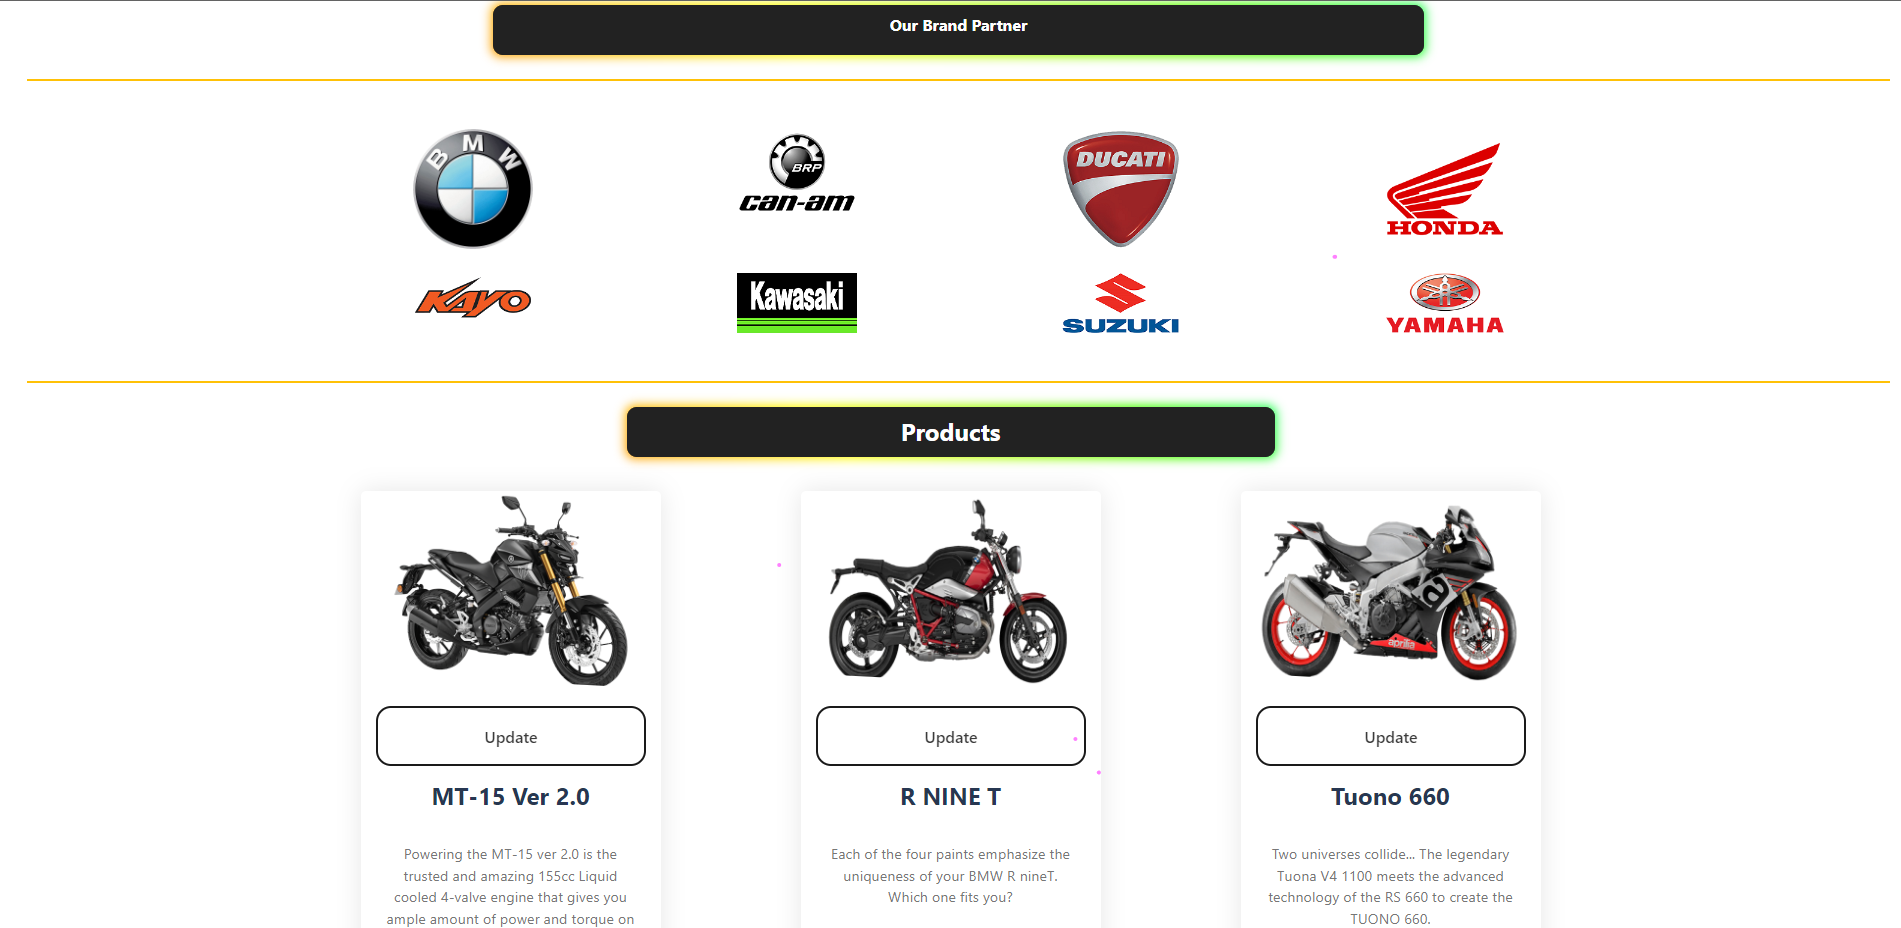 Our Brand Partner
BMW
BRP
can-am
DUCATI
HONDA
KAYO
Kawasaki
SUZUKI
YAMAHA
Products
aprilia
Update
Update
Update
MT-15 Ver 2.0
R NINE T
Tuono 660
Powering the MT-15 ver 2.0 is the
trusted and amazing 155cc Liquid
cooled 4-valve engine that gives you
ample amount of power and torque on
Each of the four paints emphasize the
uniqueness of your BMW R nineT.
Which one fits you?
Two universes collide... The legendary
Tuona V4 1100 meets the advanced
technology of the RS 660 to create the
TUONO 660.